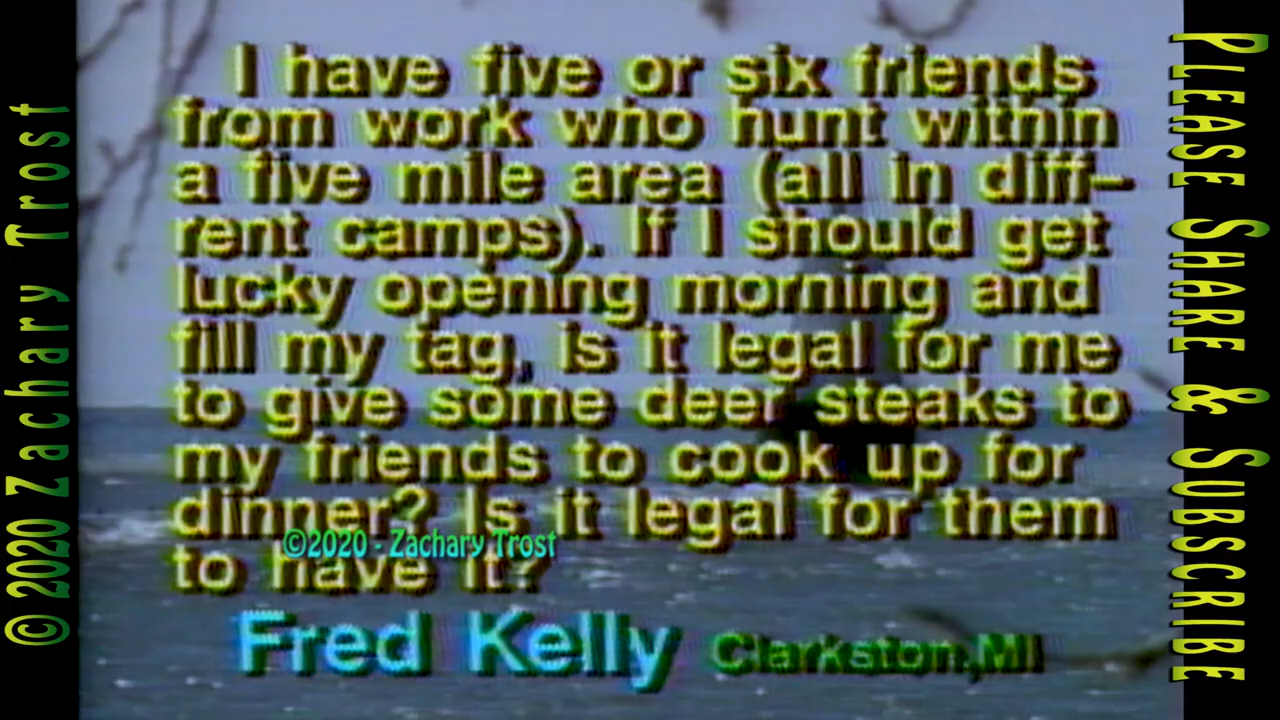 I have five or six friends
from work who hunt within
a five mile area (all in diff-
rent camps). If I should get
lucky opening morning and
fill my tag, is it legal for me
to give some deer steaks to
my friends to cook up for
dinner? Is it legal for them
to have it?
Fred Kelly Clarkston,MI
©2020 - Zachary Trost
© 2020 Zachary Trost
PLEASE SHARE & SUBSCRIBE